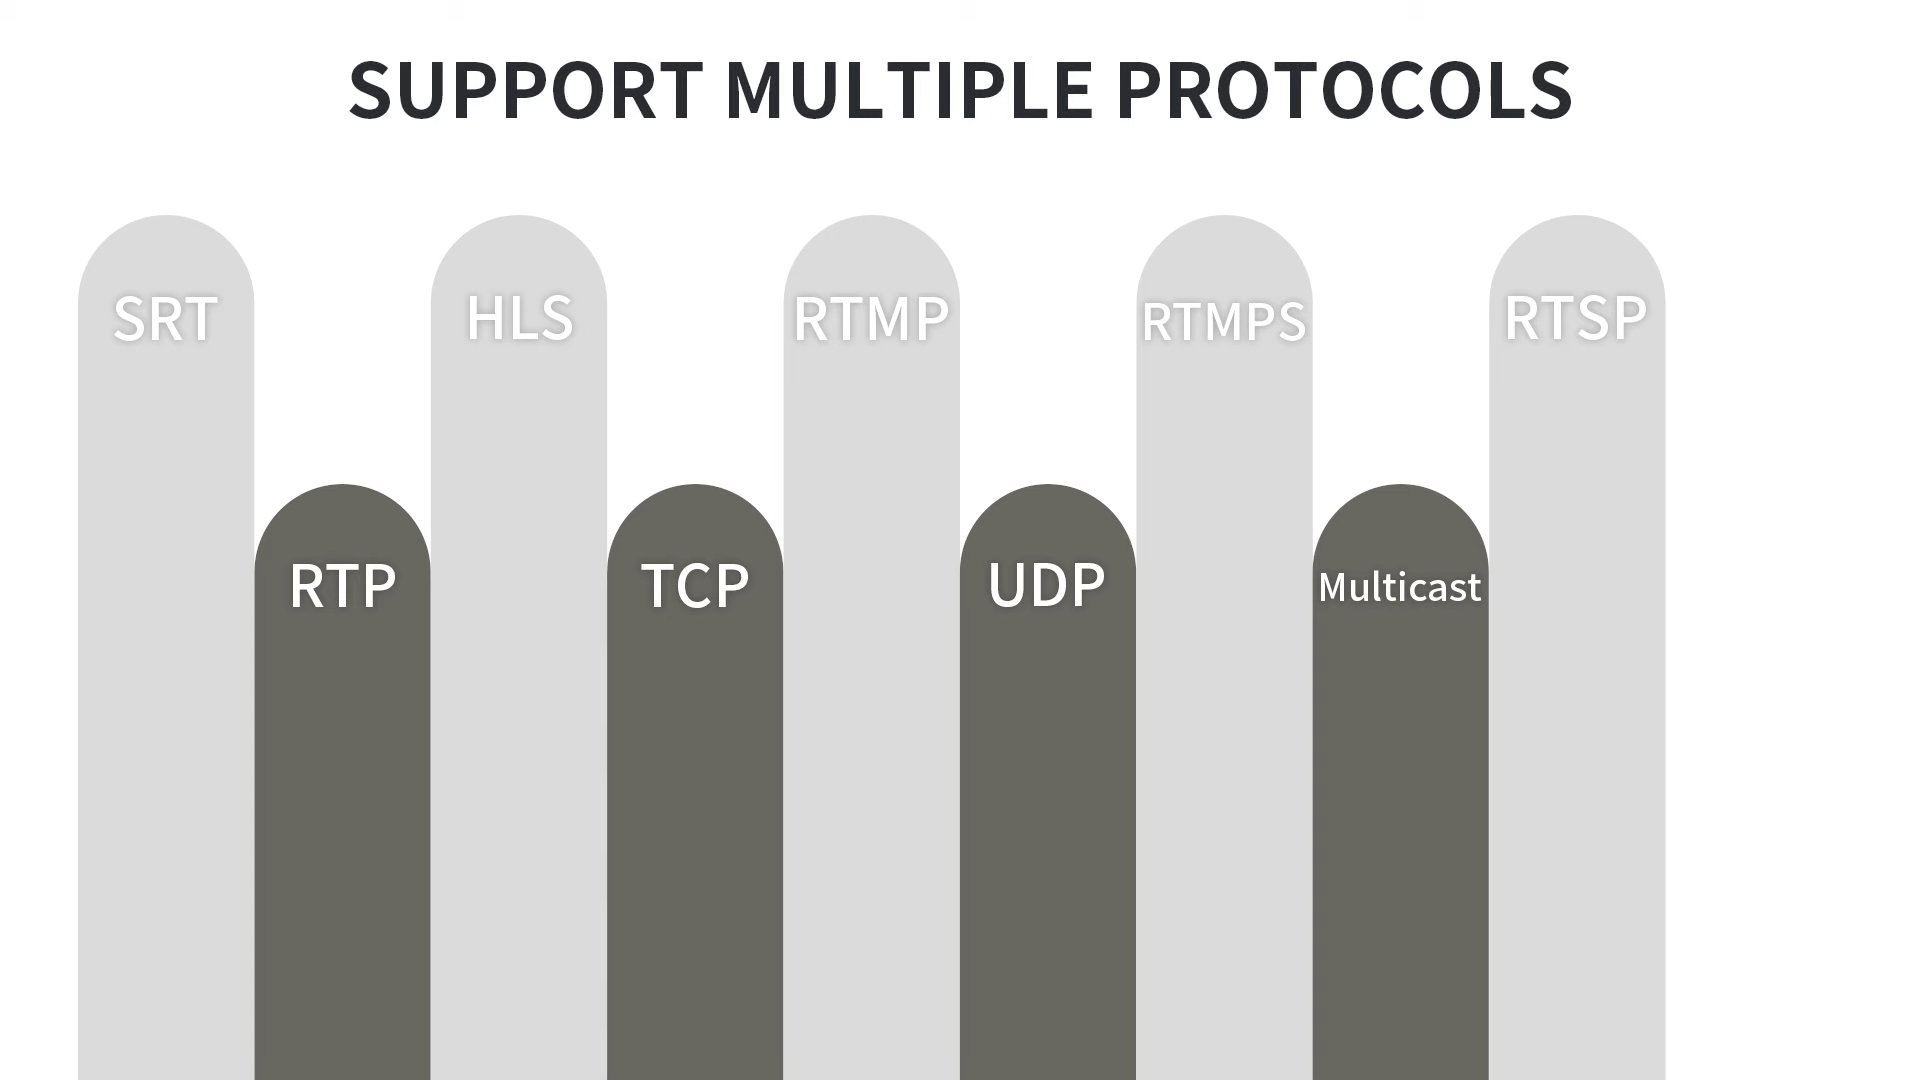 SUPPORT MULTIPLE PROTOCOLS
SRT
HLS
RTMP
RTMPS
RTSP
RTP
TCP
UDP
Multicast